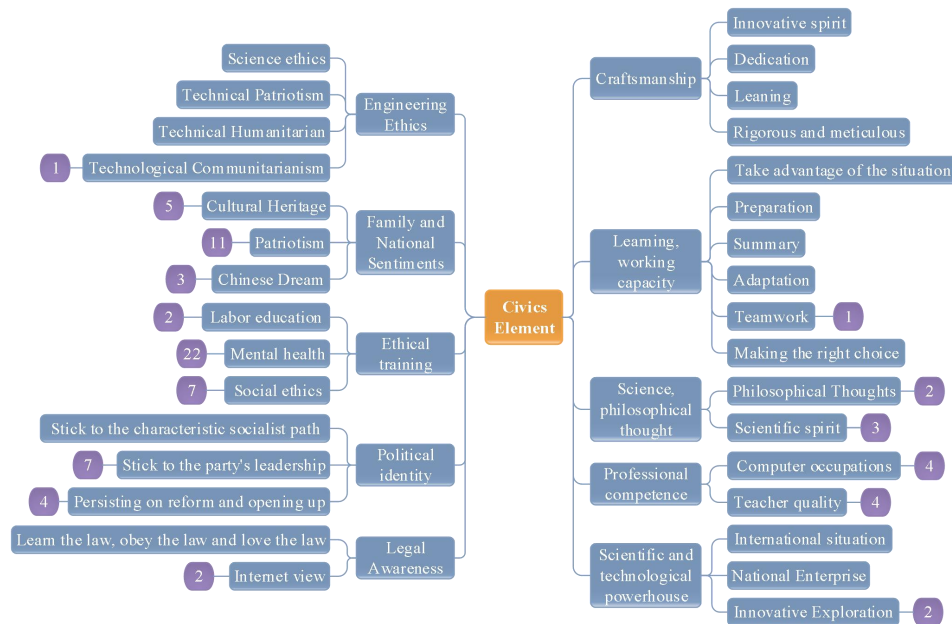 Civics
Element
Engineering
Ethics
Science ethics
Technical Patriotism
Technical Humanitarian
Technological Communitarianism
1
Family and
National
Sentiments
Cultural Heritage
5
Patriotism
11
Chinese Dream
3
Ethical
training
Labor education
2
Mental health
22
Social ethics
7
Political
identity
Stick to the characteristic socialist path
Stick to the party's leadership
7
Persisting on reform and opening up
4
Legal
Awareness
Learn the law, obey the law and love the law
Internet view
2
Craftsmanship
Innovative spirit
Dedication
Leaning
Rigorous and meticulous
Learning,
working
capacity
Take advantage of the situation
Preparation
Summary
Adaptation
Teamwork
1
Making the right choice
Science,
philosophical
thought
Philosophical Thoughts
2
Scientific spirit
3
Professional
competence
Computer occupations
4
Teacher quality
4
Scientific and
technological
powerhouse
International situation
National Enterprise
Innovative Exploration
2